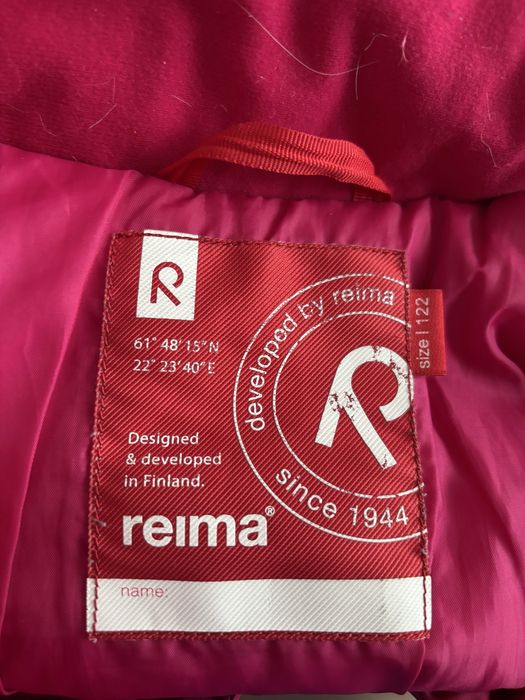 R
61° 48' 15" N
22° 23' 40" E
Designed
& developed
in Finland.
reima®
name:
developed by reima
since 1944
R
size | 122